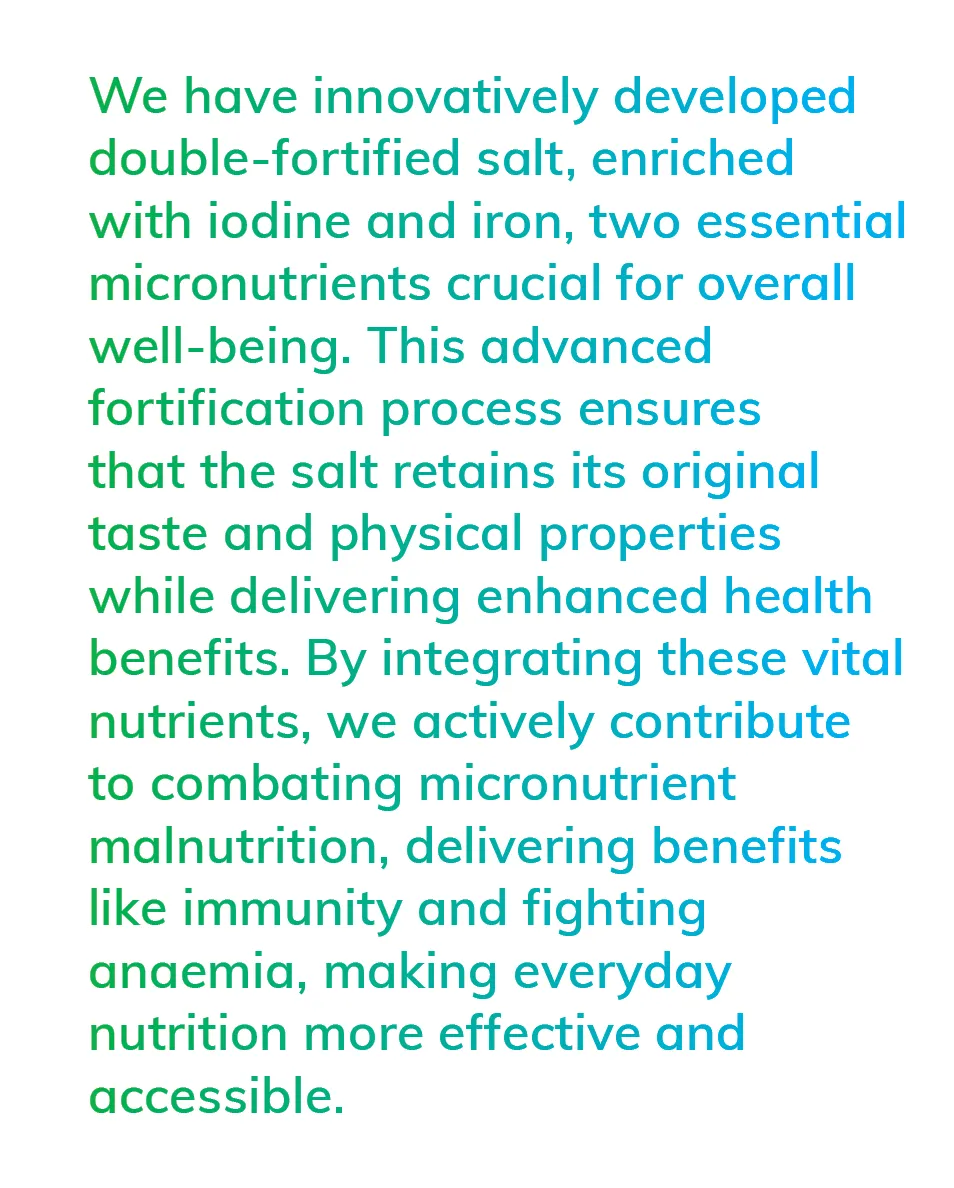 We have innovatively developed
double-fortified salt, enriched
with iodine and iron, two essential
micronutrients crucial for overall
well-being. This advanced
fortification process ensures
that the salt retains its original
taste and physical properties
while delivering enhanced health
benefits. By integrating these vital
nutrients, we actively contribute
to combating micronutrient
malnutrition, delivering benefits
like immunity and fighting
anaemia, making everyday
nutrition more effective and
accessible.